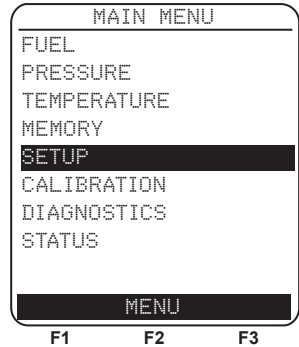 MAIN MENU
FUEL
PRESSURE
TEMPERATURE
MEMORY
SETUP
CALIBRATION
DIAGNOSTICS
STATUS
MENU
F1 F2 F3